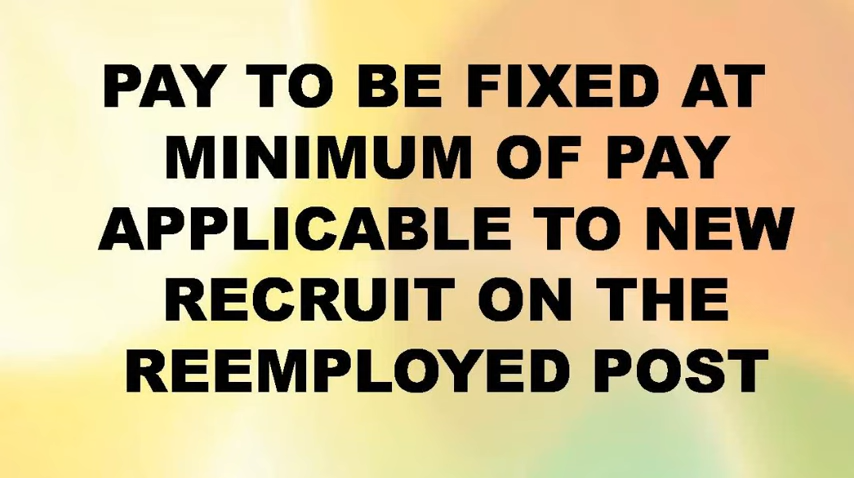 PAY TO BE FIXED AT
MINIMUM OF PAY
APPLICABLE TO NEW
RECRUIT ON THE
REEMPLOYED POST